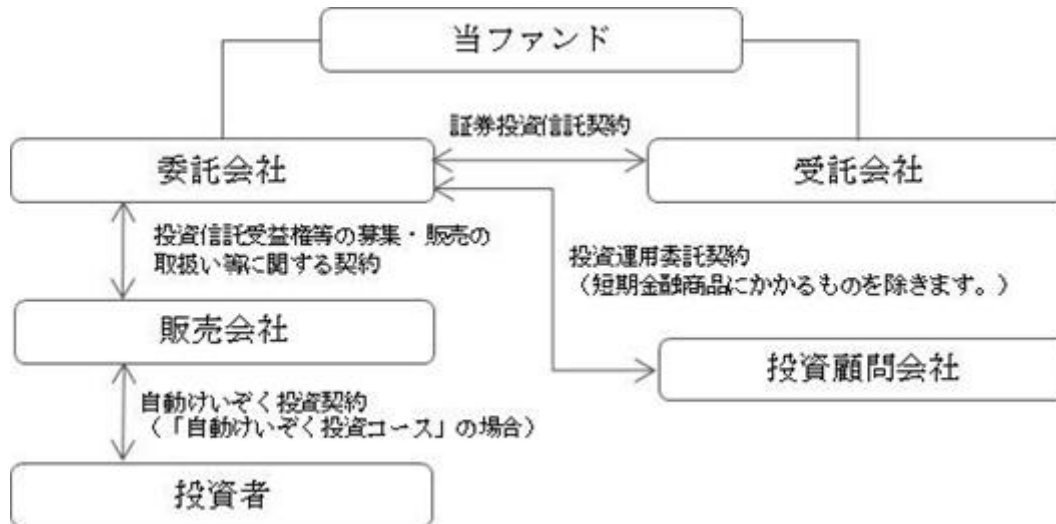 当ファンド
証券投資信託契約
委託会社
受託会社
投資信託受益権等の募集・販売の
取扱い等に関する契約
投資運用委託契約
（短期金融商品にかかるものを除きます。）
販売会社
投資顧問会社
自動けいぞく投資契約
（「自動けいぞく投資コース」の場合）
投資者